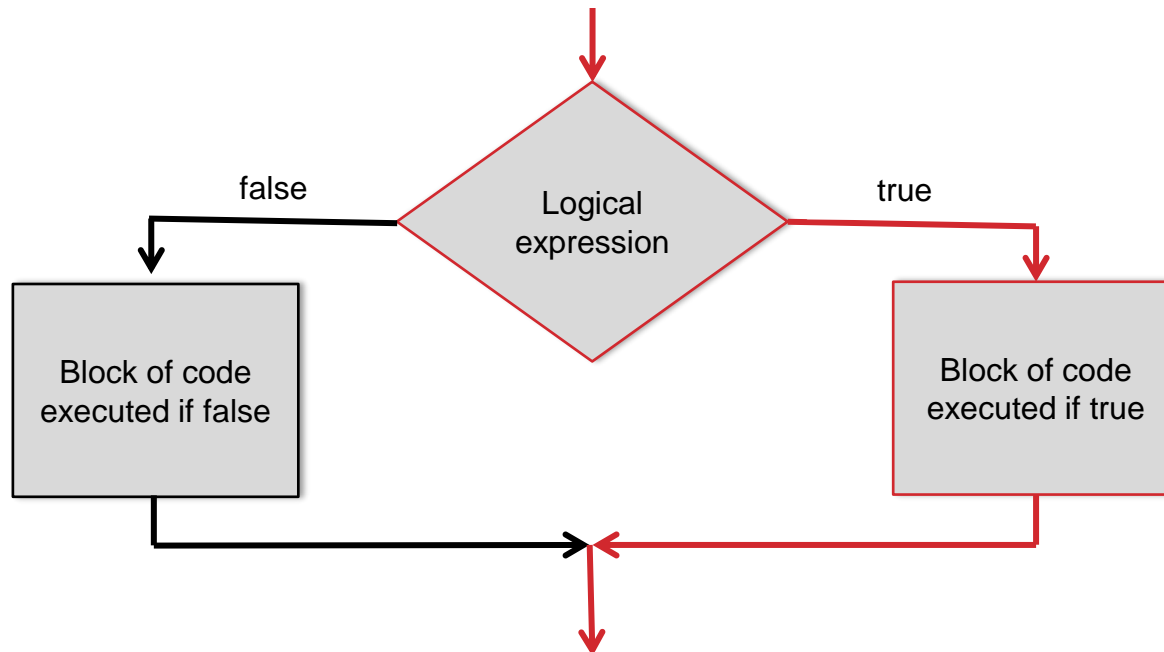 false
true
Logical
expression
Block of code
executed if false
Block of code
executed if true